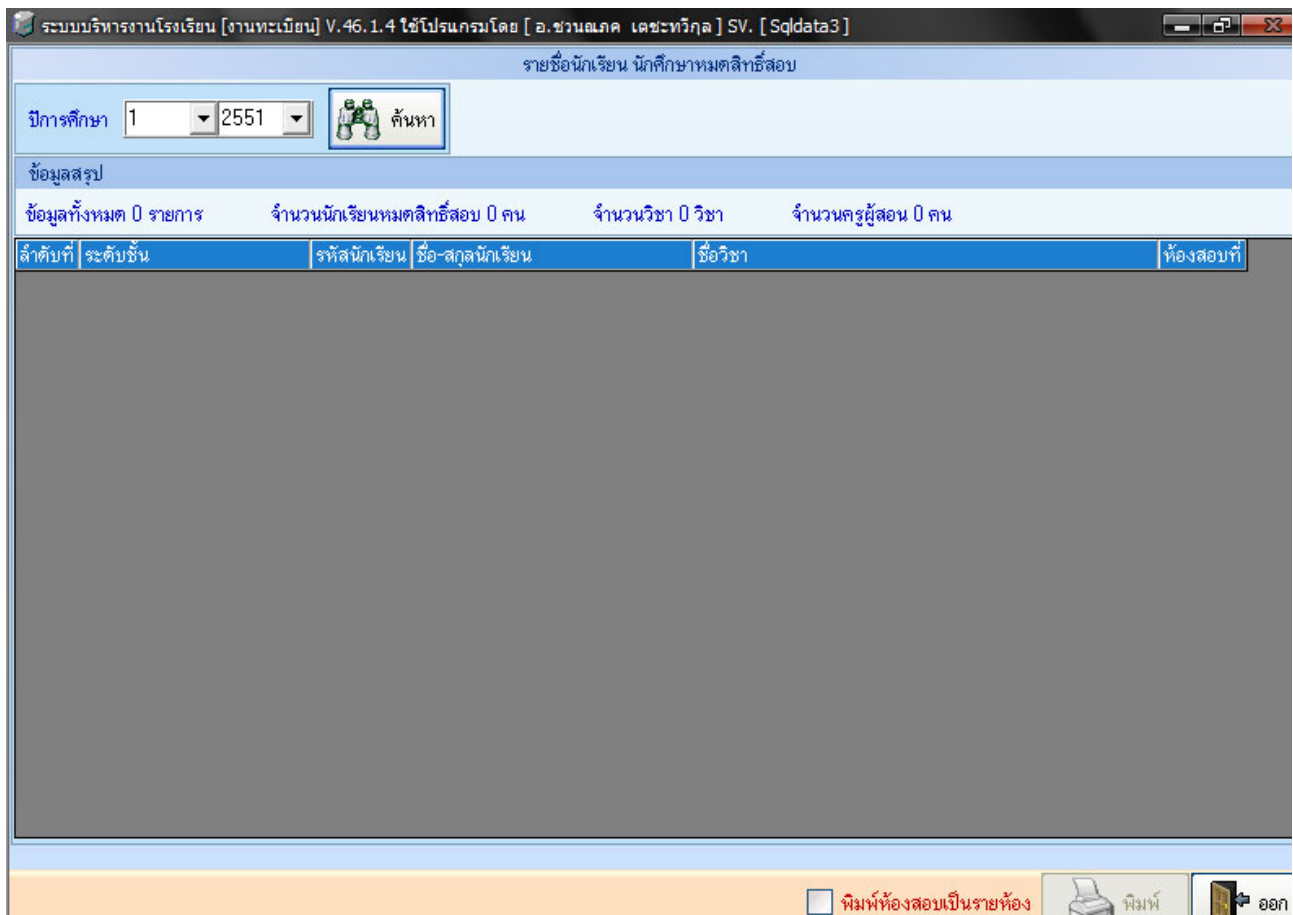 ระบบบริหารงานโรงเรียน [งานทะเบียน] V.46.1.4 ใช้โปรแกรมโดย [ อ.ชวนณภค เตชะทวีกุล ] SV. [ Sqldata3 ]
รายชื่อนักเรียน นักศึกษาหมดสิทธิ์สอบ
ปีการศึกษา 1 2551 ค้นหา
ข้อมูลสรุป
ข้อมูลทั้งหมด 0 รายการ จำนวนนักเรียนหมดสิทธิ์สอบ 0 คน จำนวนวิชา 0 วิชา จำนวนครูผู้สอน 0 คน
ลำดับที่ ระดับชั้น รหัสนักเรียน ชื่อ-สกุลนักเรียน ชื่อวิชา ห้องสอบที่
พิมพ์ห้องสอบเป็นรายห้อง พิมพ์ ออก